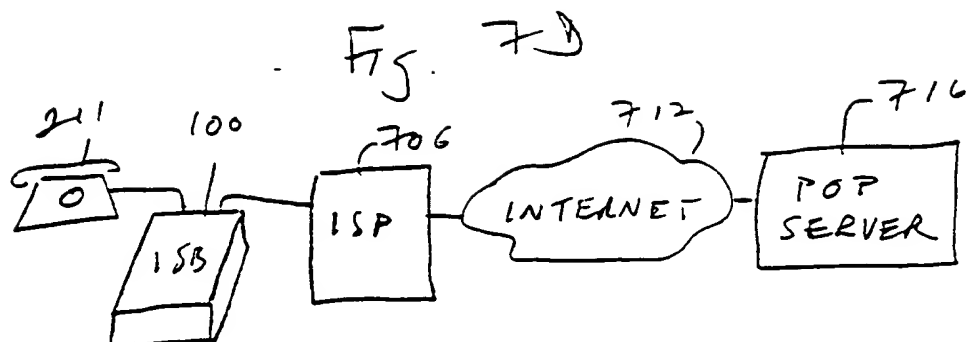 Fig. 7D
211
100
706
712
716
O
ISB
ISP
INTERNET
POP
SERVER